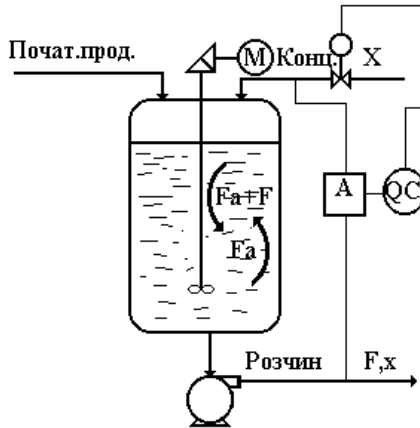 Почат.прод.
М
Конц.
X
Fa+F
Fa
A
QC
Розчин
F,x